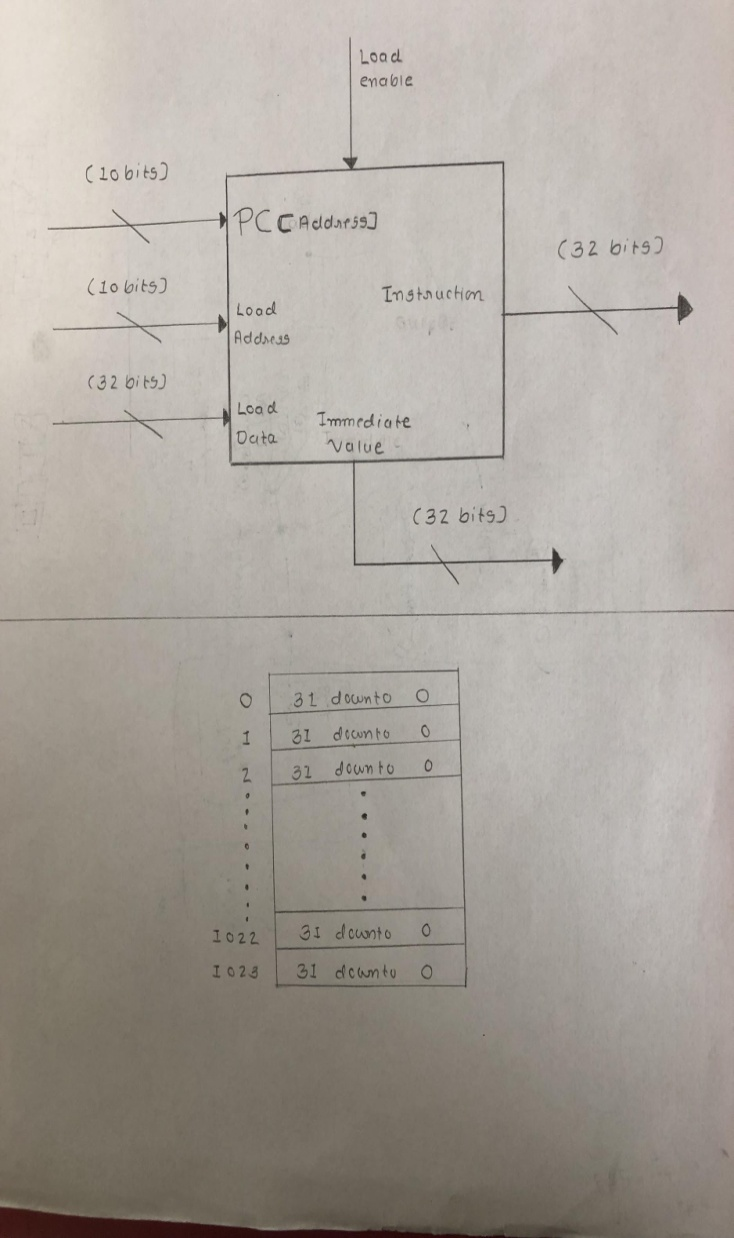 Load
enable
(10 bits)
PC [Address]
(10 bits)
Load
Address
(32 bits)
Load
Data
Instruction
(32 bits)
Immediate
Value
(32 bits)
0 31 downto 0
1 31 downto 0
2 31 downto 0
1022 31 downto 0
1023 31 downto 0